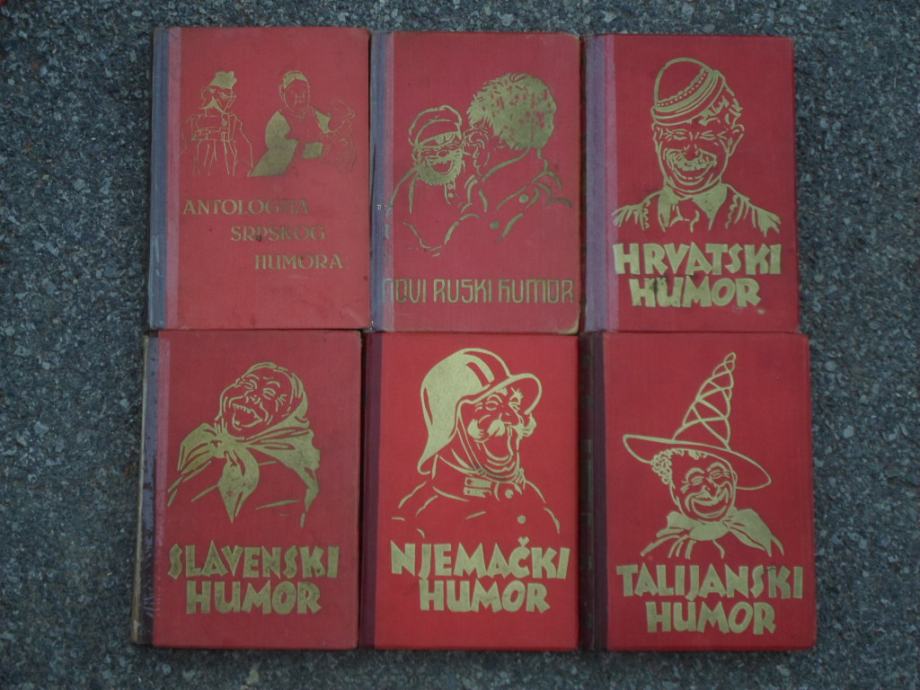 ANTOLOGIJA
SRPSKOG
HUMORA
NOVI RUSKI HUMOR
HRVATSKI
HUMOR
SLAVENSKI
HUMOR
NJEMAČKI
HUMOR
TALIJANSKI
HUMOR